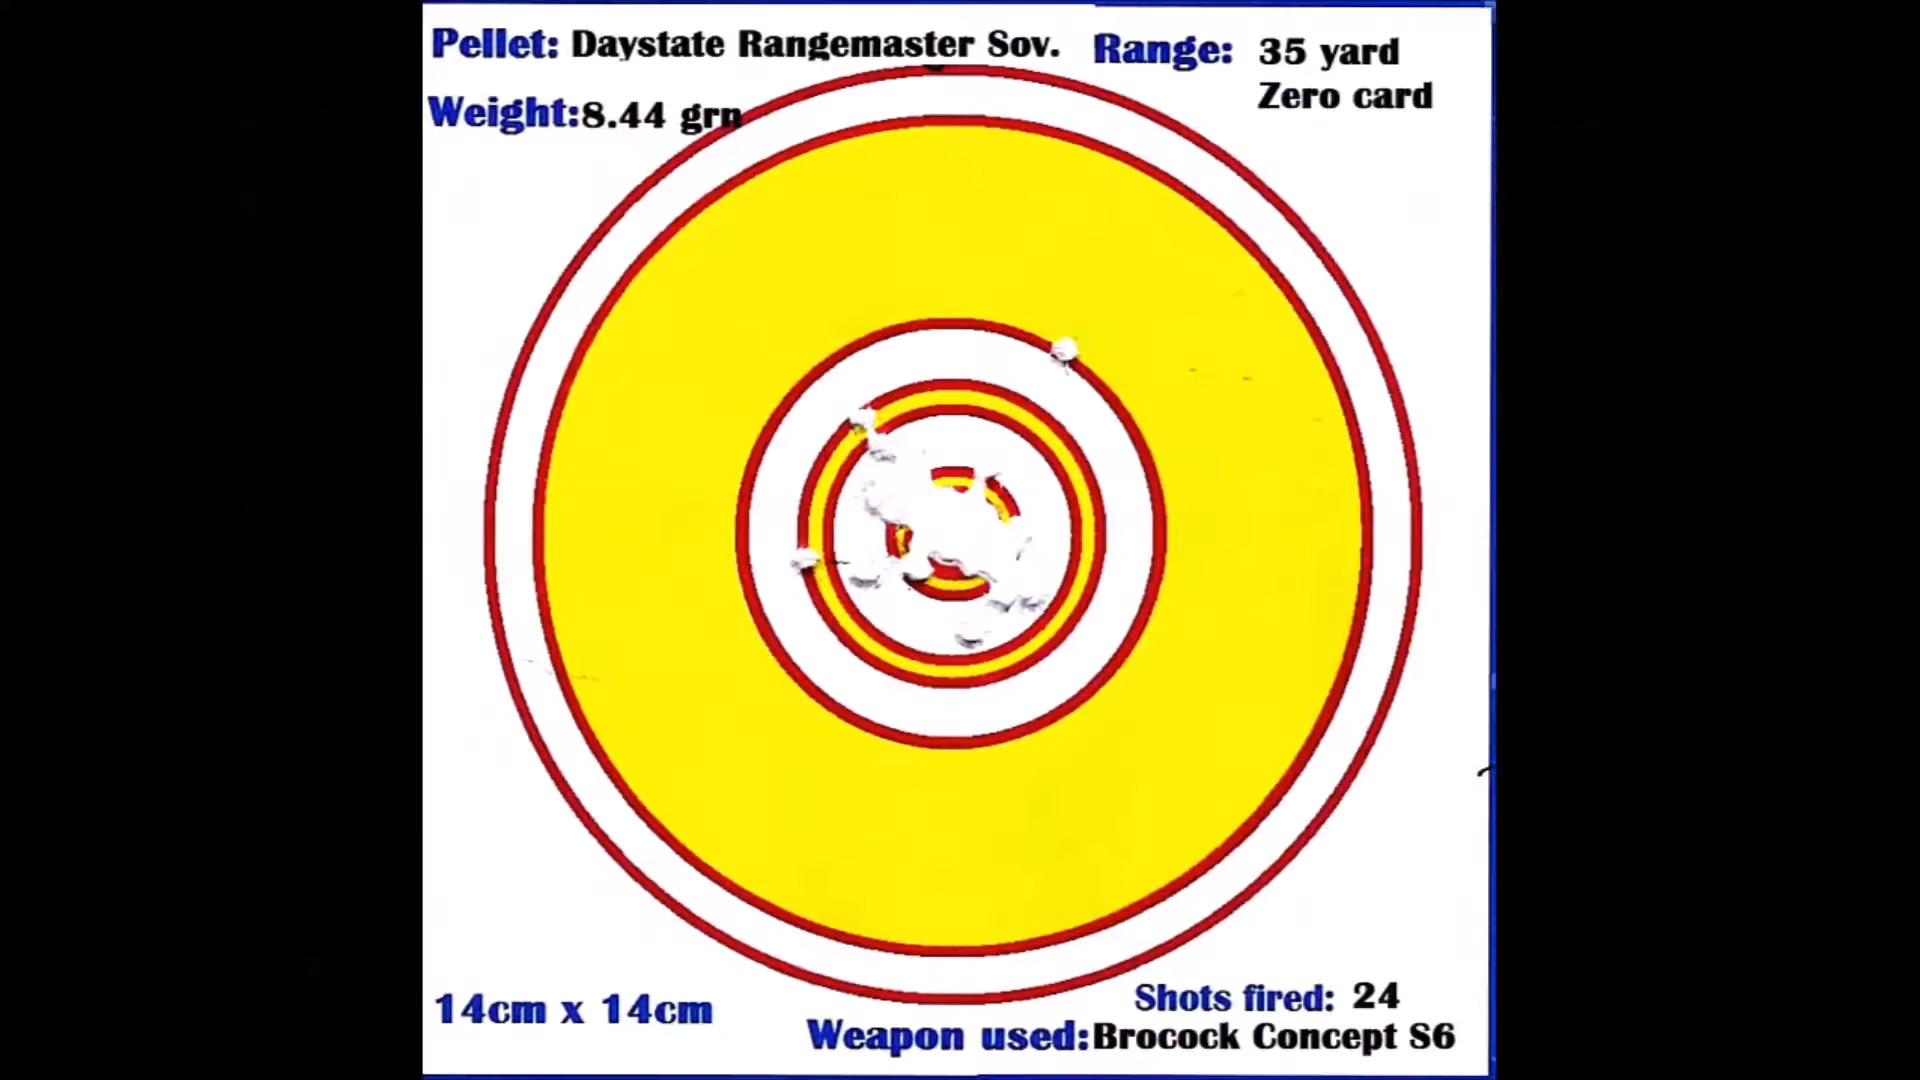 Pellet: Daystate Rangemaster Sov.
Range: 35 yard
Zero card
Weight: 8.44 grn
14cm x 14cm
Shots fired: 24
Weapon used: Brocock Concept S6